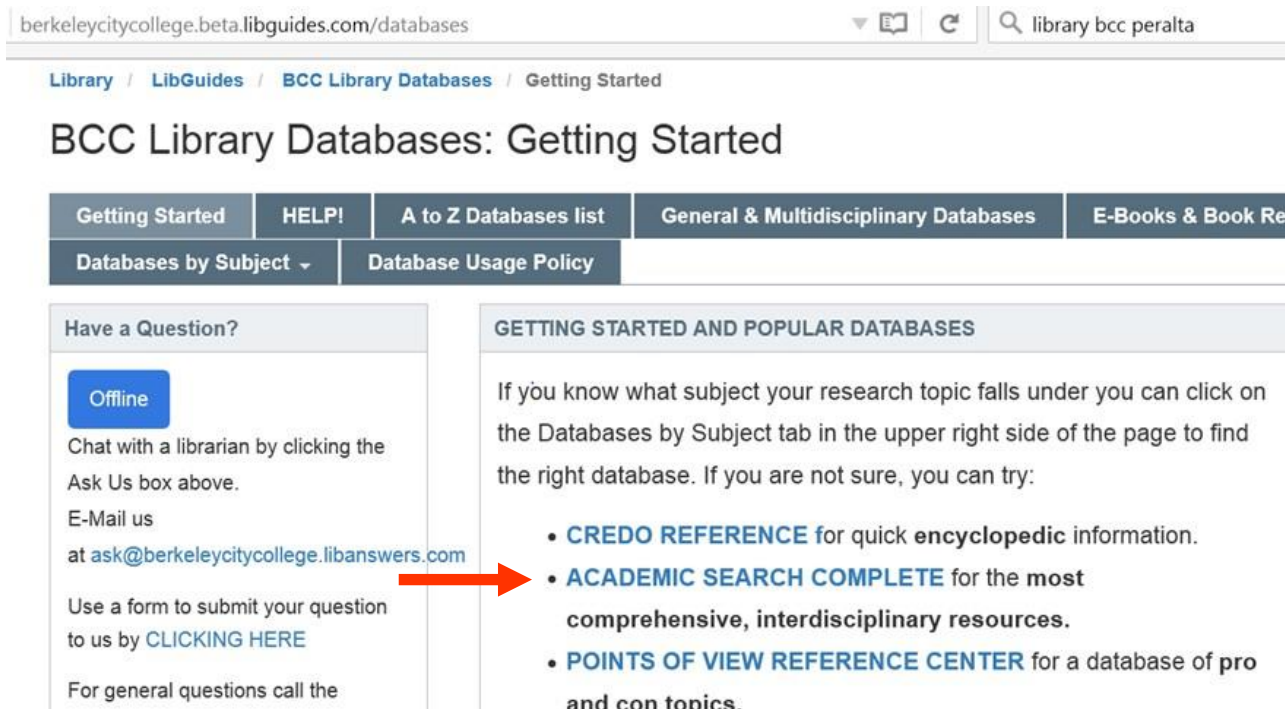 berkeleycitycollege.beta.libguides.com/databases
library bcc peralta
Library / LibGuides / BCC Library Databases / Getting Started
BCC Library Databases: Getting Started
Getting Started HELP! A to Z Databases list General & Multidisciplinary Databases E-Books & Book Re
Databases by Subject Database Usage Policy
Have a Question?
Offline
Chat with a librarian by clicking the
Ask Us box above.
E-Mail us
at ask@berkeleycitycollege.libanswers.com
Use a form to submit your question
to us by CLICKING HERE
For general questions call the
GETTING STARTED AND POPULAR DATABASES
If you know what subject your research topic falls under you can click on
the Databases by Subject tab in the upper right side of the page to find
the right database. If you are not sure, you can try:
• CREDO REFERENCE for quick encyclopedic information.
• ACADEMIC SEARCH COMPLETE for the most
comprehensive, interdisciplinary resources.
• POINTS OF VIEW REFERENCE CENTER for a database of pro
and con topics.